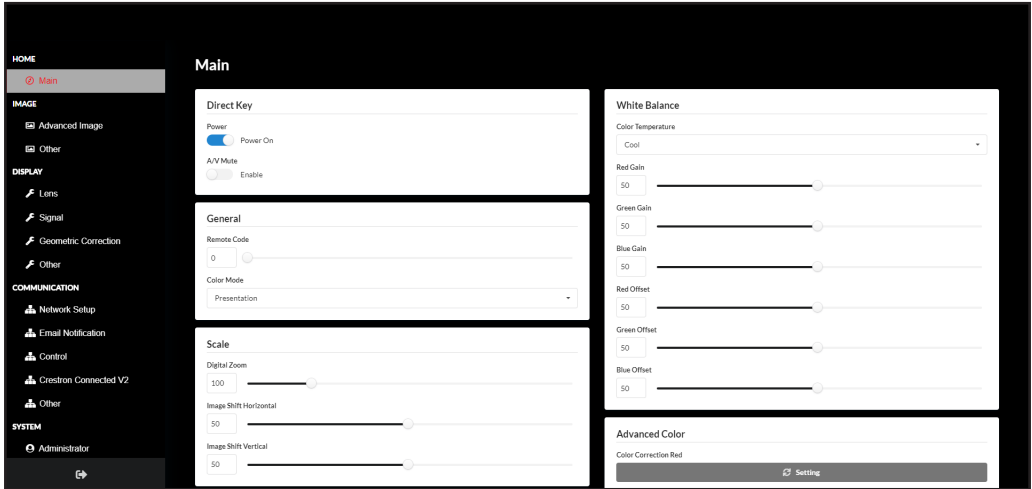 HOME
Main
IMAGE
Advanced Image
Other
DISPLAY
Lens
Signal
Geometric Correction
Other
COMMUNICATION
Network Setup
Email Notification
Control
Crestron Connected V2
Other
SYSTEM
Administrator
Main
Direct Key
Power
Power On
A/V Mute
Enable
General
Remote Code
0
Color Mode
Presentation
Scale
Digital Zoom
100
Image Shift Horizontal
50
Image Shift Vertical
50
White Balance
Color Temperature
Cool
Red Gain
50
Green Gain
50
Blue Gain
50
Red Offset
50
Green Offset
50
Blue Offset
50
Advanced Color
Color Correction Red
Setting